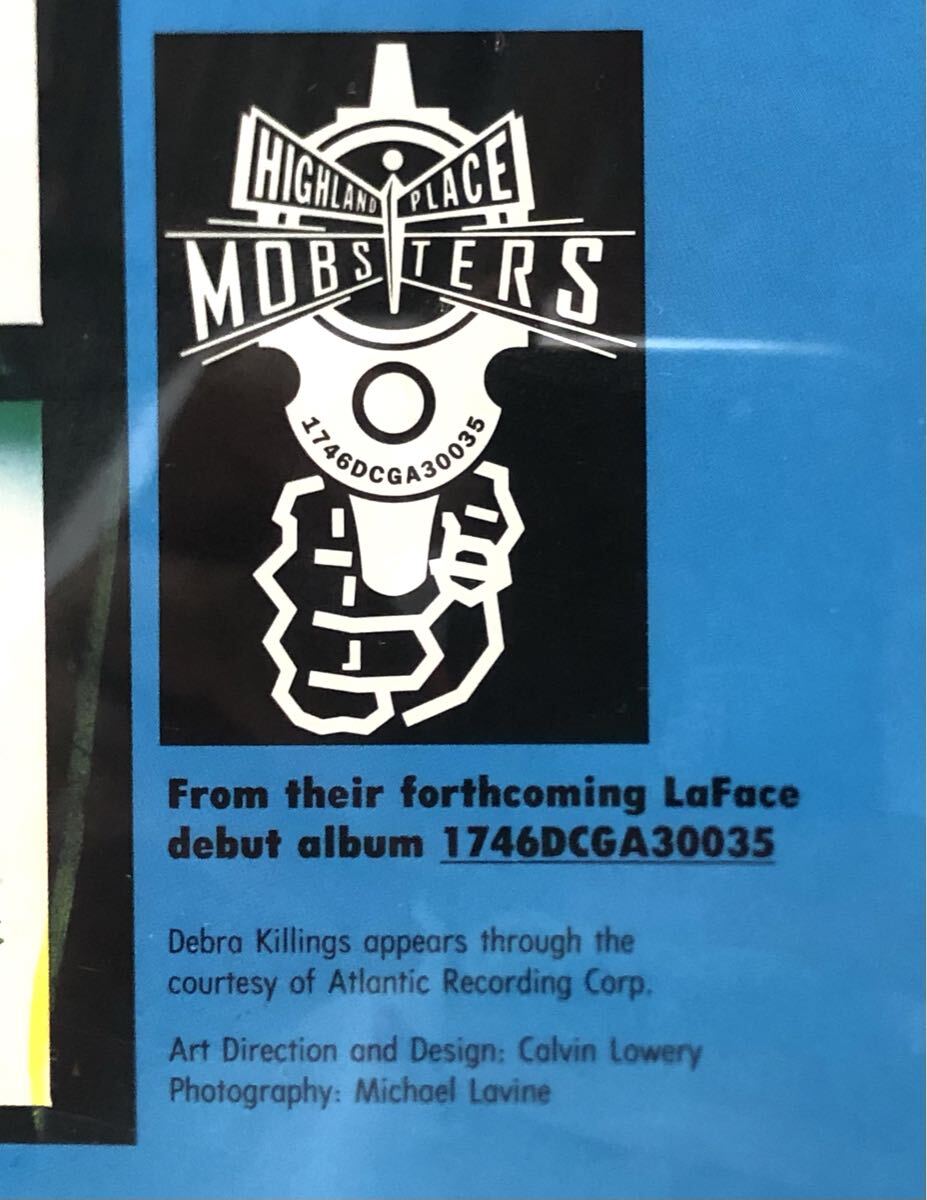 HIGHLAND PLACE
MOBSTERS
1746DCGA30035
From their forthcoming LaFace
debut album 1746DCGA30035
Debra Killings appears through the
courtesy of Atlantic Recording Corp.
Art Direction and Design: Calvin Lowery
Photography: Michael Lavine